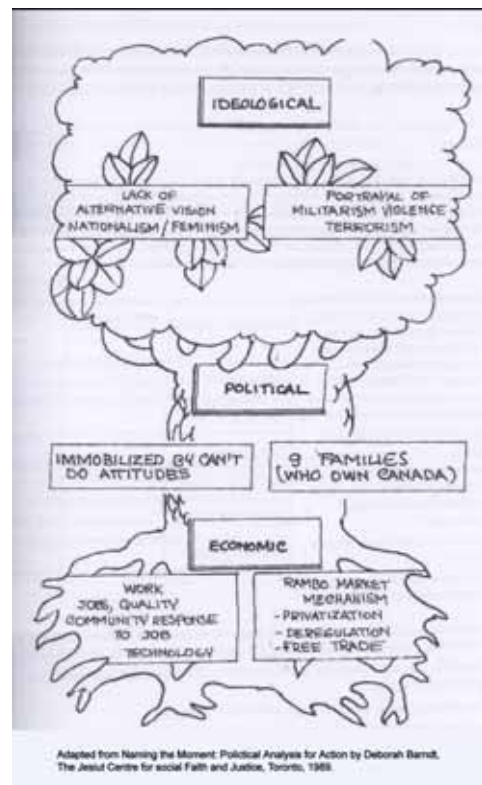 IDEOLOGICAL
LACK OF
ALTERNATIVE VISION
NATIONALISM/FEMINISM
PORTRAYAL OF
MILITARISM VIOLENCE
TERRORISM
POLITICAL
IMMOBILIZED BY CAN'T
DO ATTITUDES
9 FAMILIES
(WHO OWN CANADA)
ECONOMIC
WORK
JOBS, QUALITY
COMMUNITY RESPONSE
TO JOB
TECHNOLOGY
RAMBO MARKET
MECHANISM
-PRIVATIZATION
-DEREGULATION
-FREE TRADE
Adapted from Naming the Moment: Polictical Analysis for Action by Deborah Barndt,
The Jesiut Centre for social Faith and Justice, Toronto, 1989.